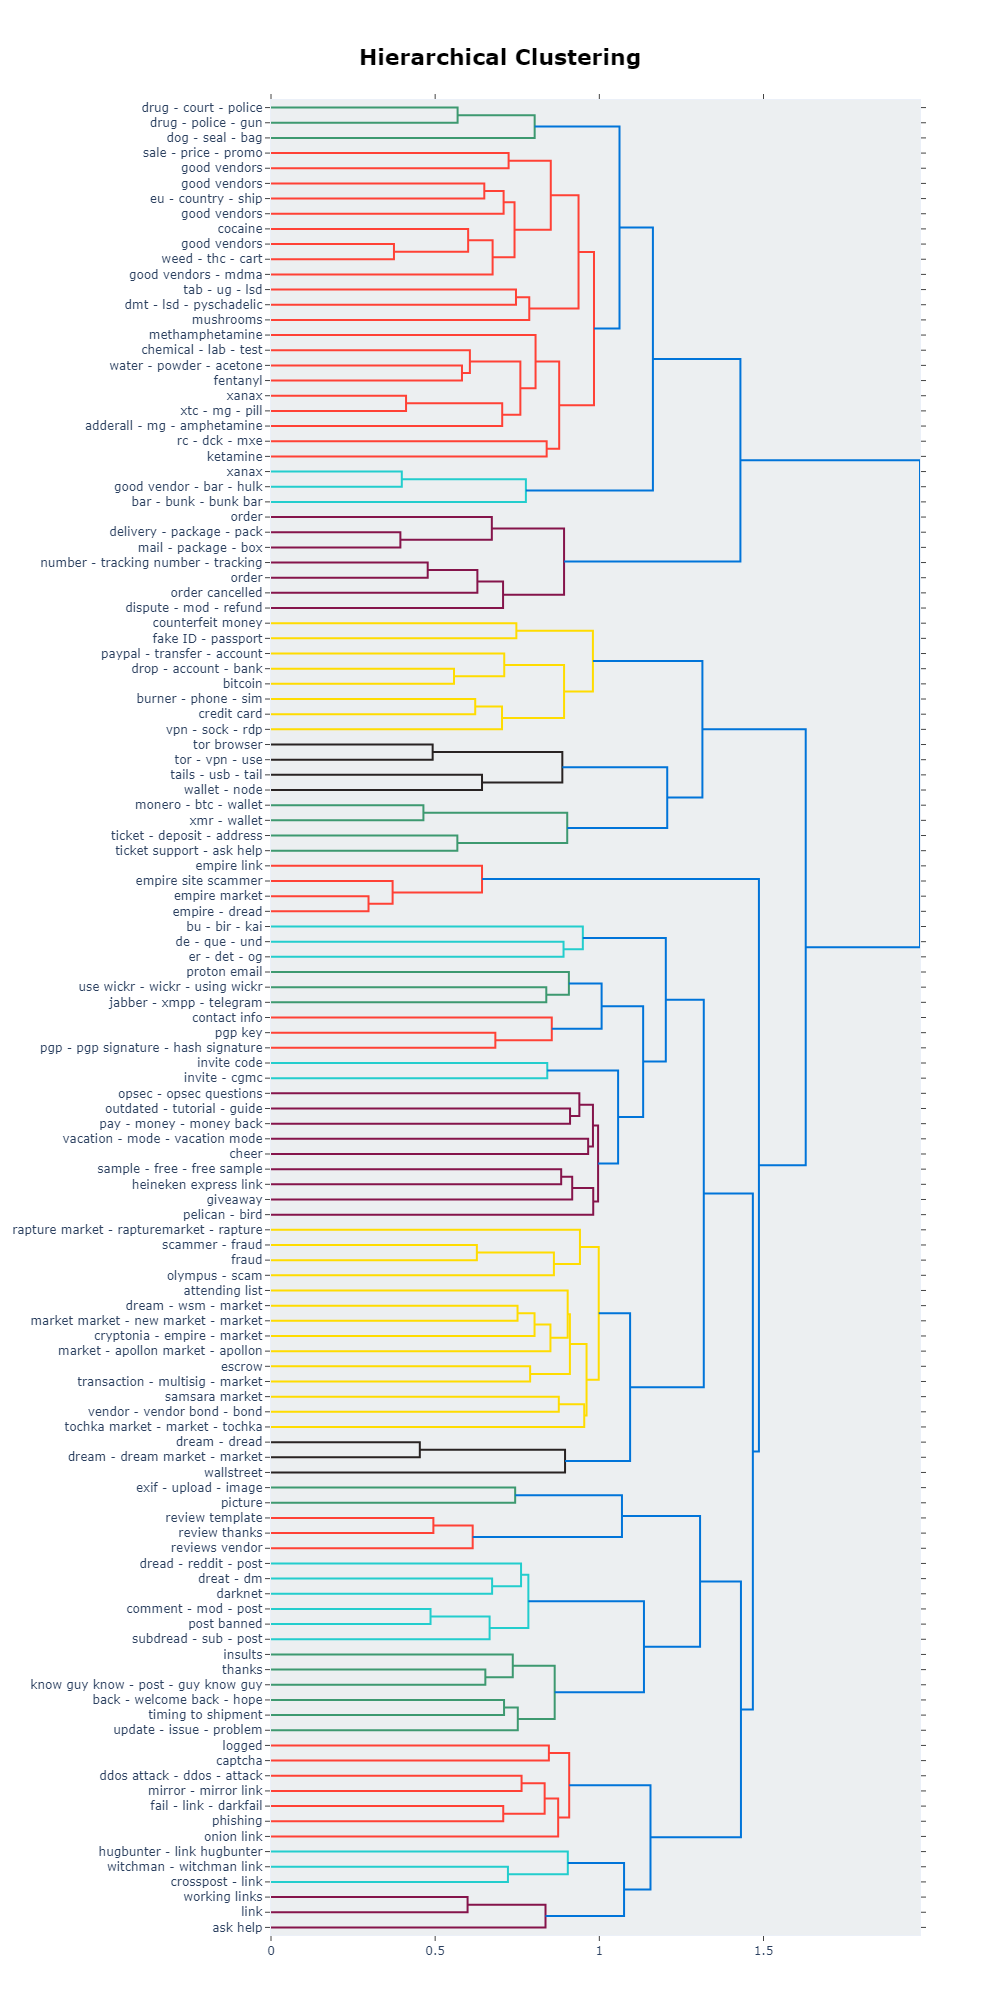 Hierarchical Clustering
drug - court - police
drug - police - gun
dog - seal - bag
sale - price - promo
good vendors
good vendors
eu - country - ship
good vendors
cocaine
good vendors
weed - thc - cart
good vendors - mdma
tab - ug - lsd
dmt - lsd - pyschadelic
mushrooms
methamphetamine
chemical - lab - test
water - powder - acetone
fentanyl
xanax
xtc - mg - pill
adderall - mg - amphetamine
rc - dck - mxe
ketamine
xanax
good vendor - bar - hulk
bar - bunk - bunk bar
order
delivery - package - pack
mail - package - box
number - tracking number - tracking
order
order cancelled
dispute - mod - refund
counterfeit money
fake ID - passport
paypal - transfer - account
drop - account - bank
bitcoin
burner - phone - sim
credit card
vpn - sock - rdp
tor browser
tor - vpn - use
tails - usb - tail
wallet - node
monero - btc - wallet
xmr - wallet
ticket - deposit - address
ticket support - ask help
empire link
empire site scammer
empire market
empire - dread
bu - bir - kai
de - que - und
er - det - og
proton email
use wickr - wickr - using wickr
jabber - xmpp - telegram
contact info
pgp key
pgp - pgp signature - hash signature
invite code
invite - cgmc
opsec - opsec questions
outdated - tutorial - guide
pay - money - money back
vacation - mode - vacation mode
cheer
sample - free - free sample
heineken express link
giveaway
pelican - bird
rapture market - rapturemarket - rapture
scammer - fraud
fraud
olympus - scam
attending list
dream - wsm - market
market market - new market - market
cryptonia - empire - market
market - apollon market - apollon
escrow
transaction - multisig - market
samsara market
vendor - vendor bond - bond
tochka market - market - tochka
dream - dread
dream - dream market - market
wallstreet
exif - upload - image
picture
review template
review thanks
reviews vendor
dread - reddit - post
dreat - dm
darknet
comment - mod - post
post banned
subdread - sub - post
insults
thanks
know guy know - post - guy know guy
back - welcome back - hope
timing to shipment
update - issue - problem
logged
captcha
ddos attack - ddos - attack
mirror - mirror link
fail - link - darkfail
phishing
onion link
hugbunter - link hugbunter
witchman - witchman link
crosspost - link
working links
link
ask help
0 0.5 1 1.5